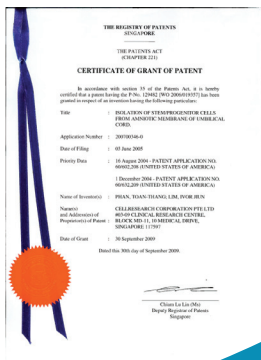 THE REGISTRY OF PATENTS
SINGAPORE
THE PATENTS ACT
(CHAPTER 221)
CERTIFICATE OF GRANT OF PATENT
In accordance with section 35 of the Patents Act, it is hereby
certified that a patent having the P-No. 129482 [WO 2006/019357] has been
granted in respect of an invention having the following particulars:
Title : ISOLATION OF STEM/PROGENITOR CELLS
FROM AMNIOTIC MEMBRANE OF UMBILICAL
CORD.
Application Number : 200700346-0
Date of Filing : 05 June 2005
Priority Data : 16 August 2004 - PATENT APPLICATION NO.
60/602,208 (UNITED STATES OF AMERICA)
1 December 2004 - PATENT APPLICATION NO.
60/632,209 (UNITED STATES OF AMERICA)
Name of Inventor(s) : PHAN, TOAN-THANG; LIM, IVOR JIUN
Name(s)
and Address(es) of
Proprietor(s) of Patent : CELLRESEARCH CORPORATION PTE LTD
#05-09 CLINICAL RESEARCH CENTRE,
BLOCK MD-11, 10 MEDICAL DRIVE,
SINGAPORE 117597
Date of Grant : 30 September 2009
Dated this 30th day of September 2009.
Chiam Lu Lin (Ms)
Deputy Registrar of Patents
Singapore